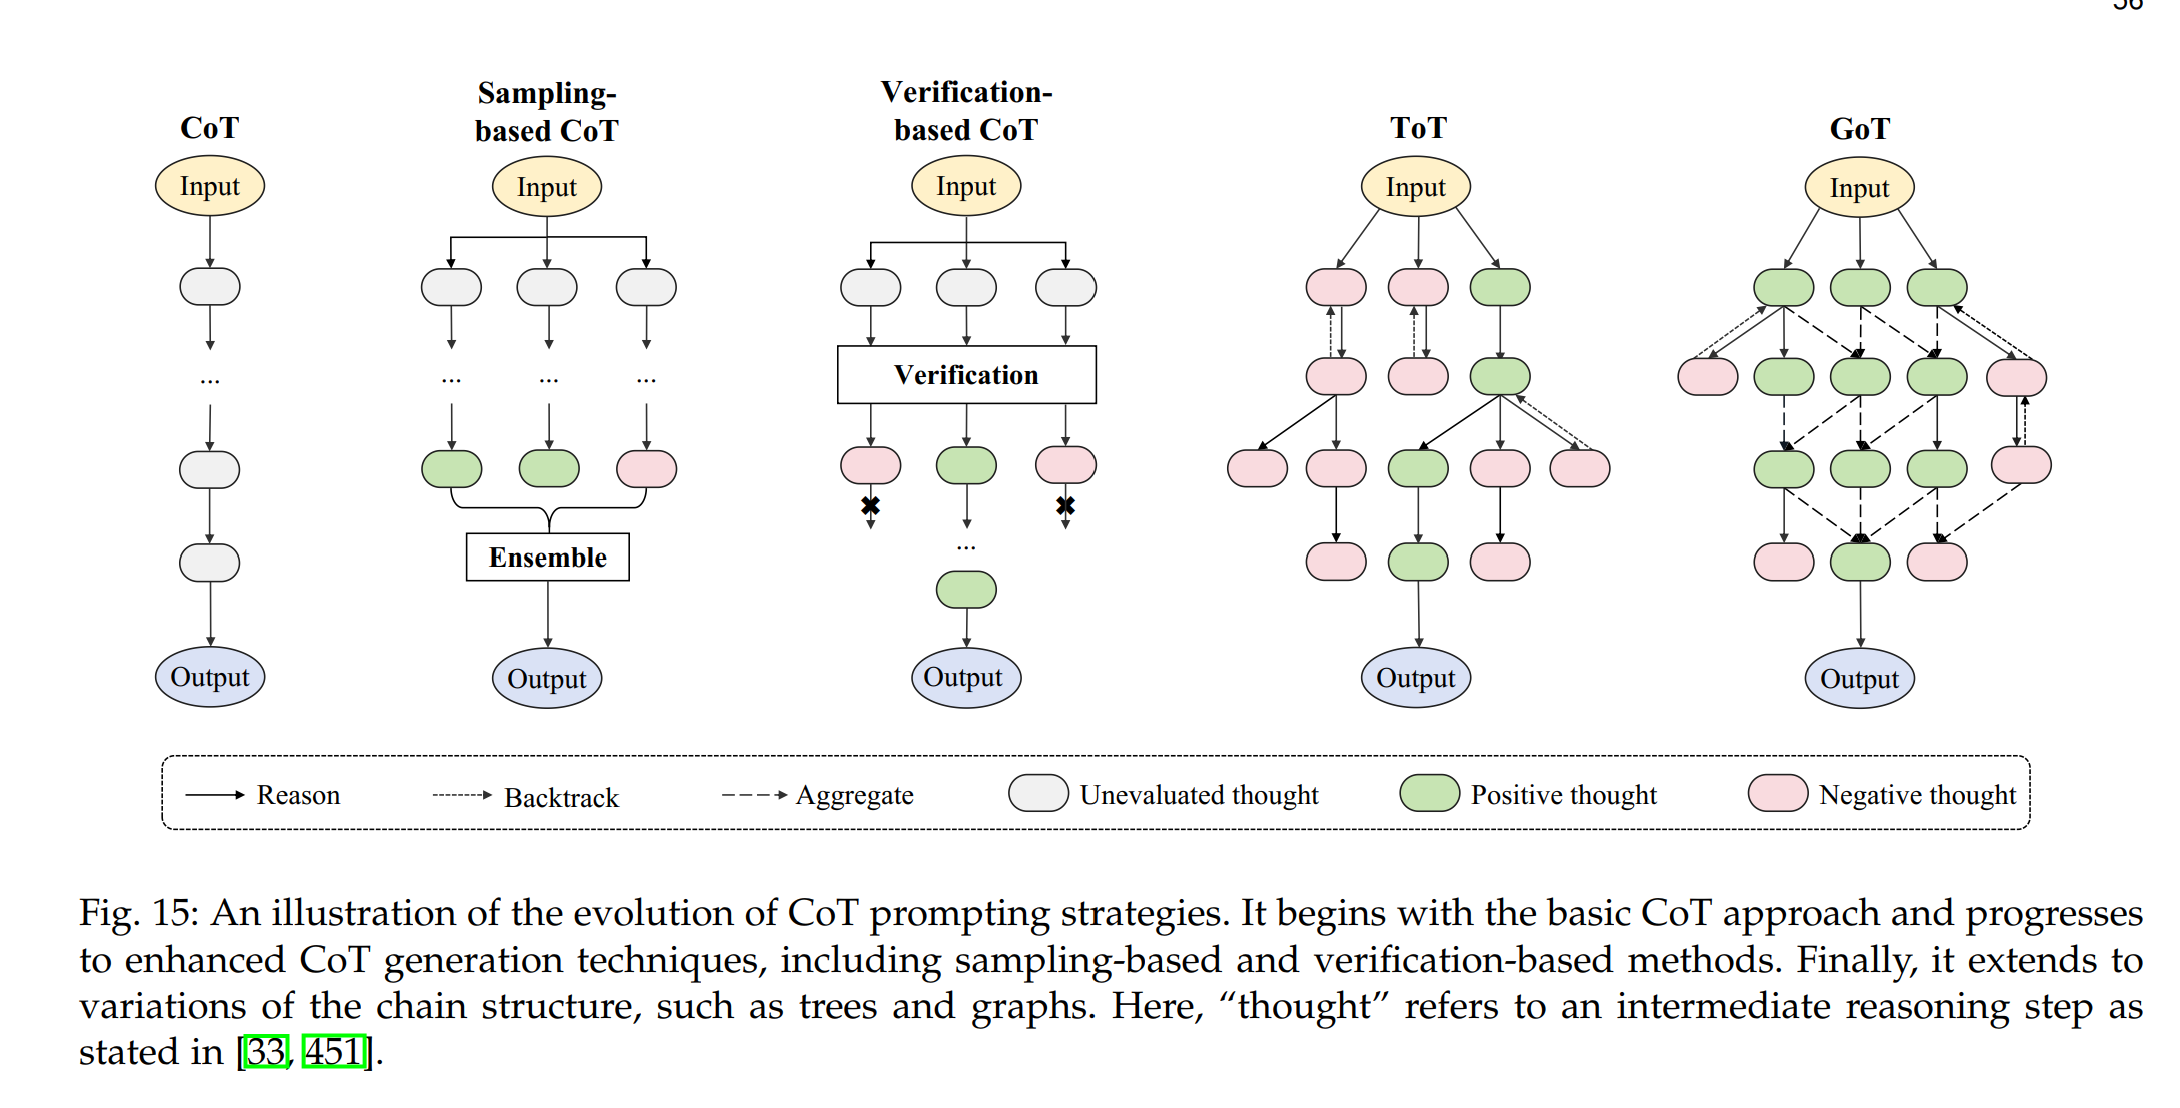 56
CoT
Sampling-
based CoT
Verification-
based CoT
ToT
GoT
Input
Input
Input
Input
Input
...
...
...
...
Verification
...
Ensemble
Output
Output
Output
Output
Output
Reason
Backtrack
Aggregate
Unevaluated thought
Positive thought
Negative thought
Fig. 15: An illustration of the evolution of CoT prompting strategies. It begins with the basic CoT approach and progresses
to enhanced CoT generation techniques, including sampling-based and verification-based methods. Finally, it extends to
variations of the chain structure, such as trees and graphs. Here, “thought” refers to an intermediate reasoning step as
stated in [33, 451].